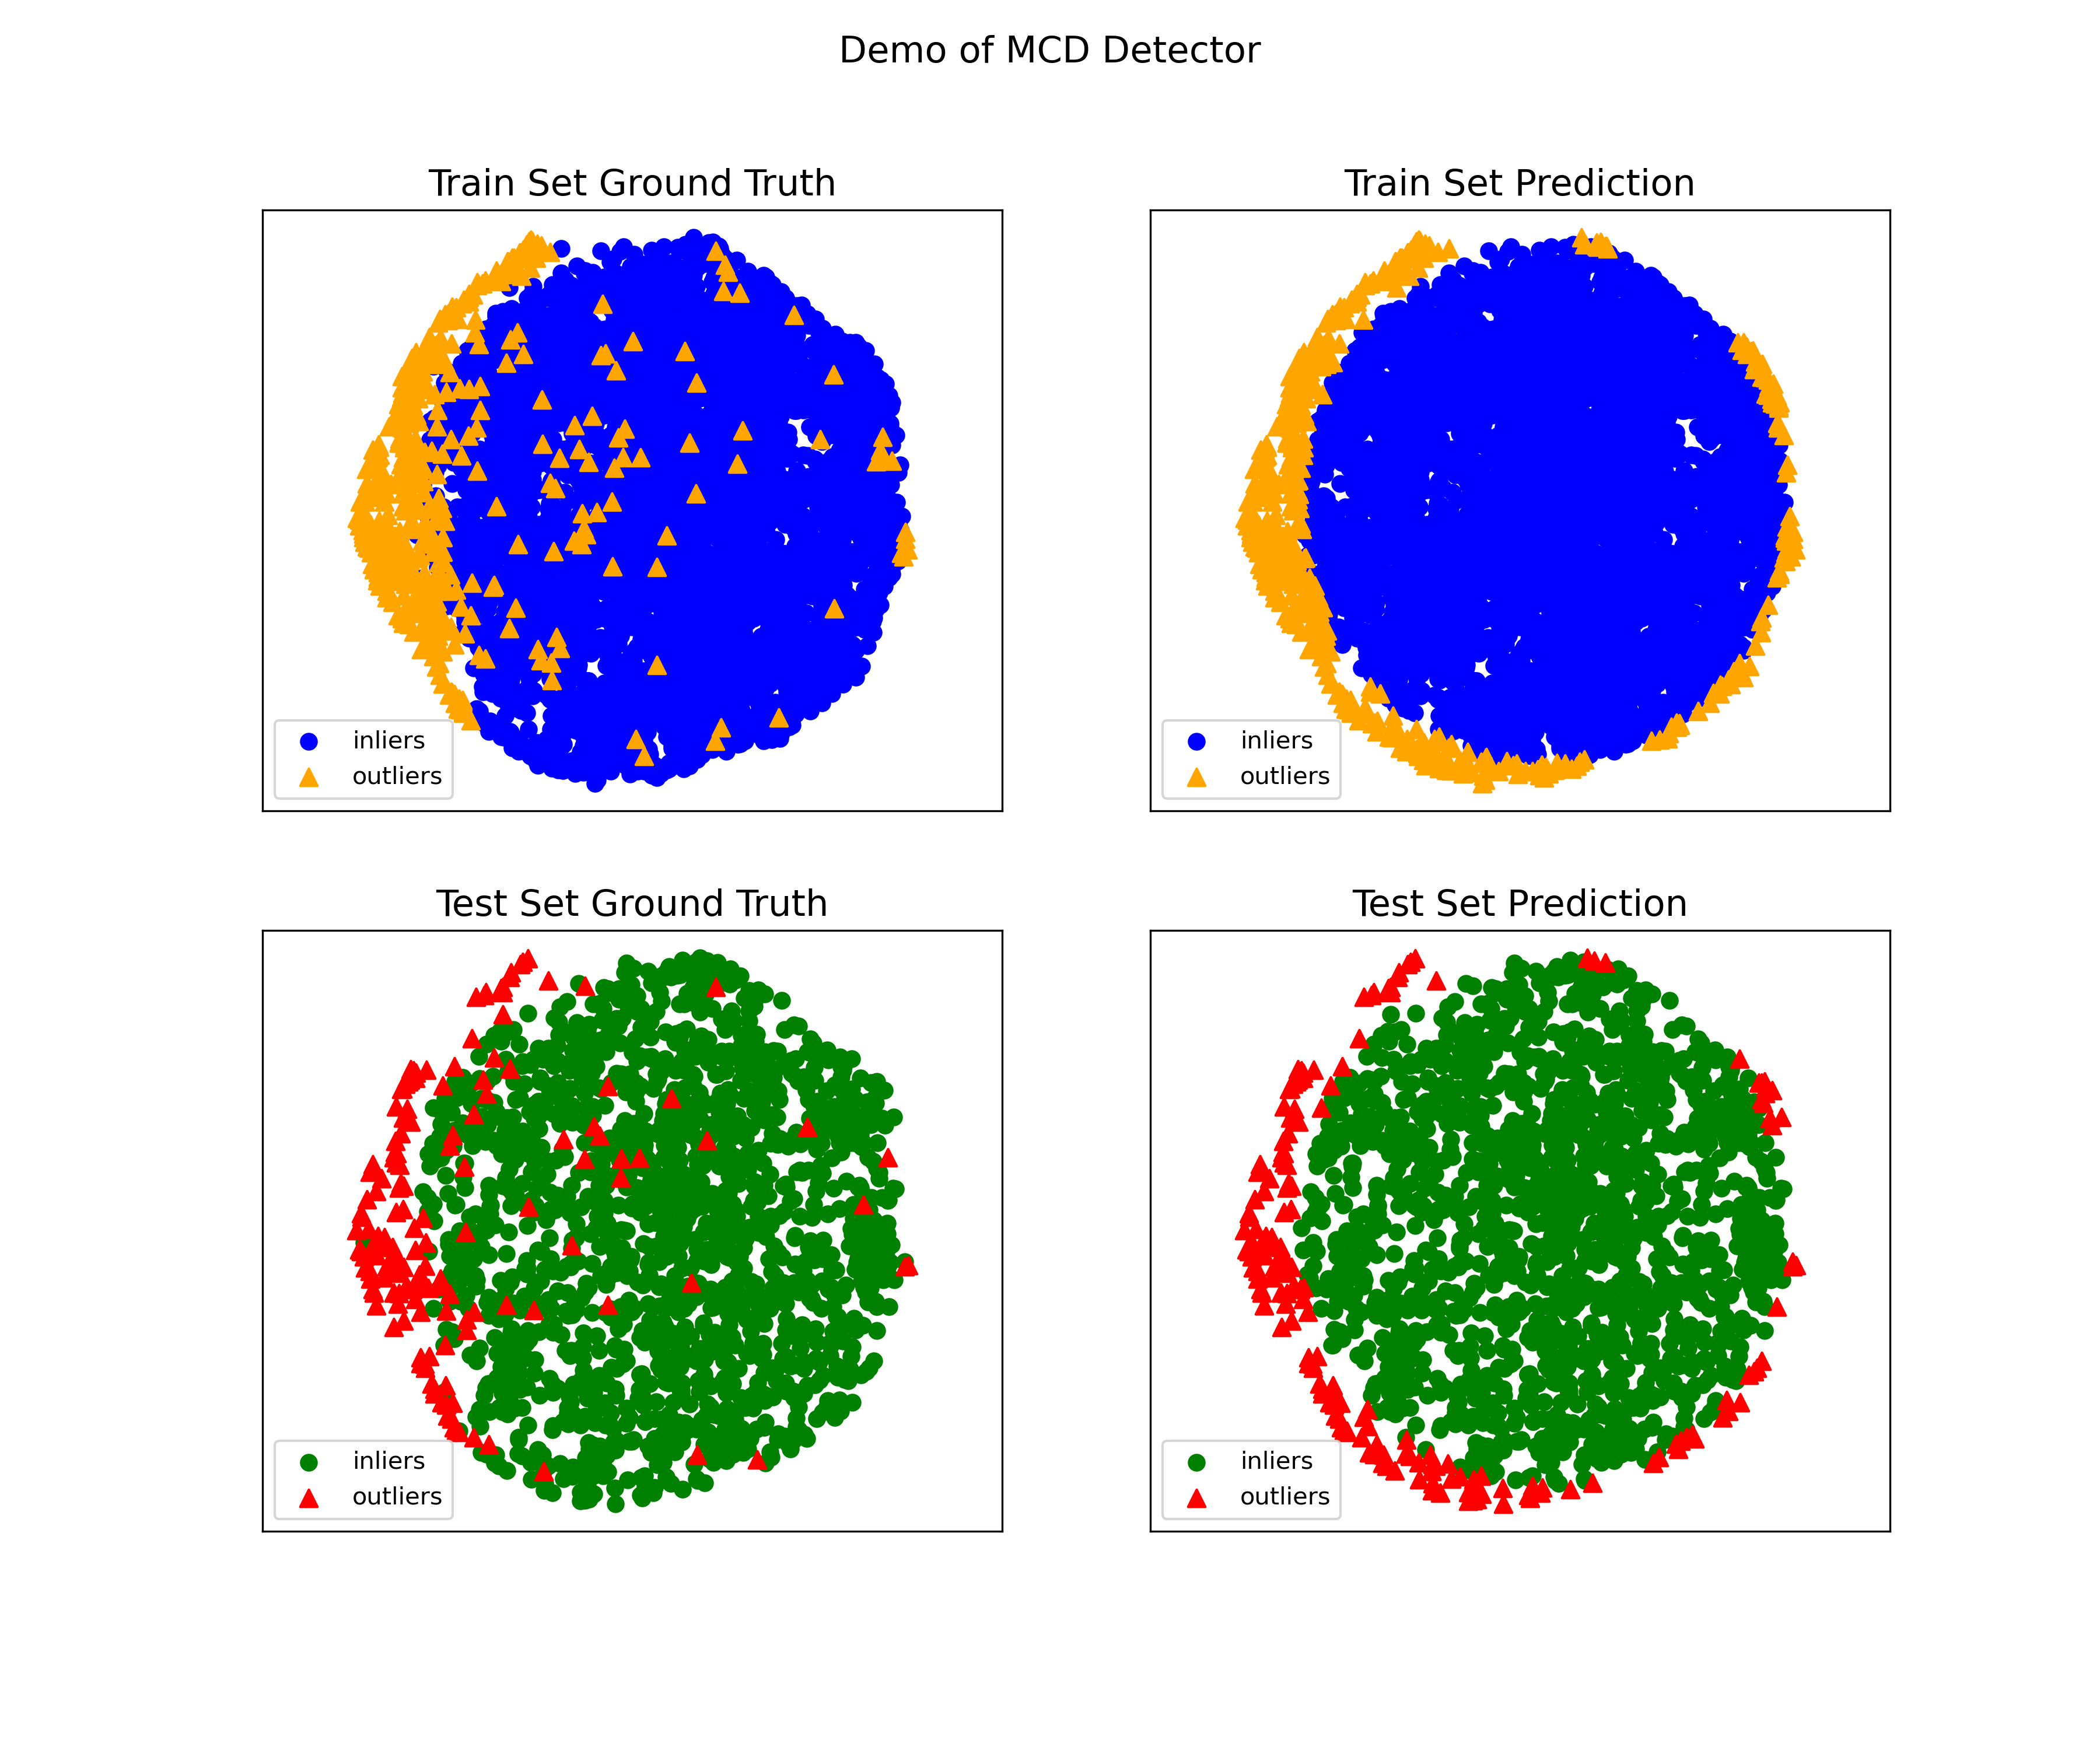 Demo of MCD Detector
Train Set Ground Truth
Train Set Prediction
inliers
outliers
inliers
outliers
Test Set Ground Truth
Test Set Prediction
inliers
outliers
inliers
outliers